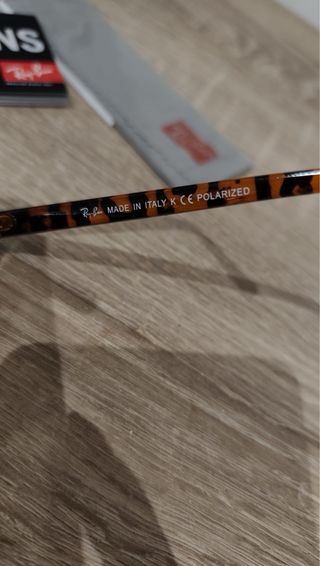 NS
Ray-Ban
Ray-Ban MADE IN ITALY K CE POLARIZED